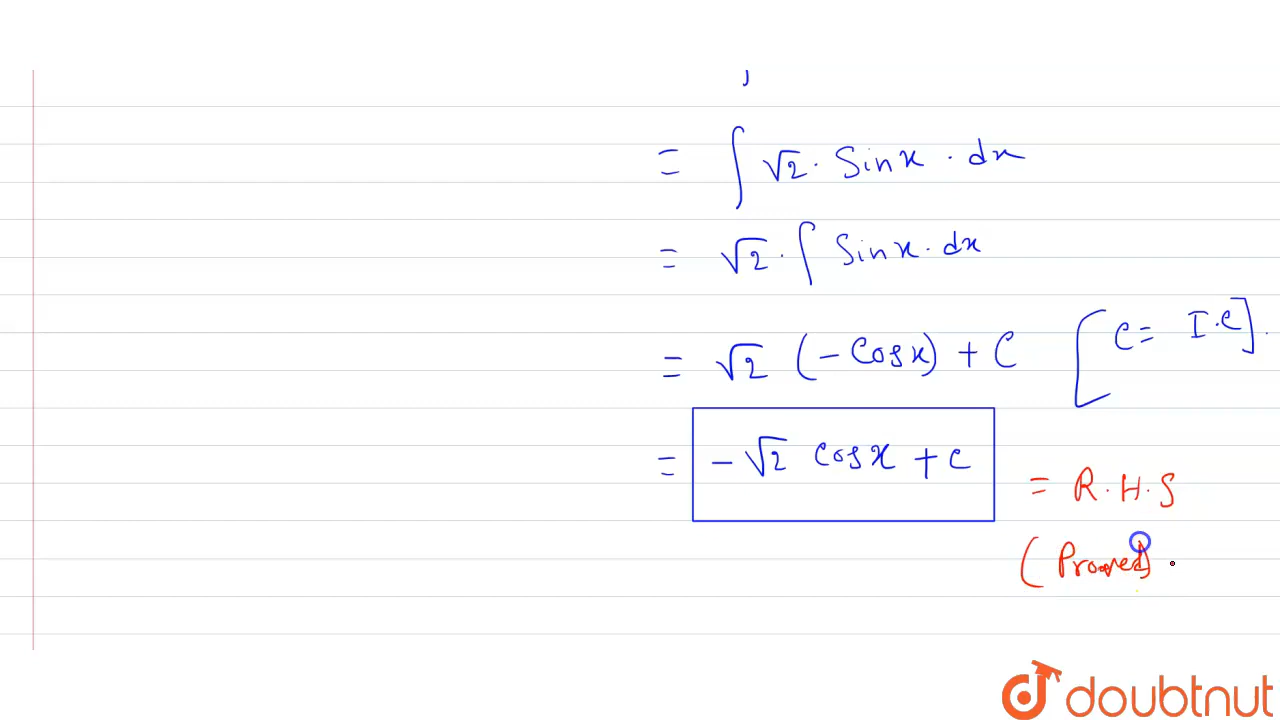 = ∫ √2 · Sinx · dx
= √2 · ∫ Sinx · dx
= √2 (- Cosx) + C [ C = I.C ].
= - √2 Cosx + C
= R.H.S
(Proved)
doubtnut